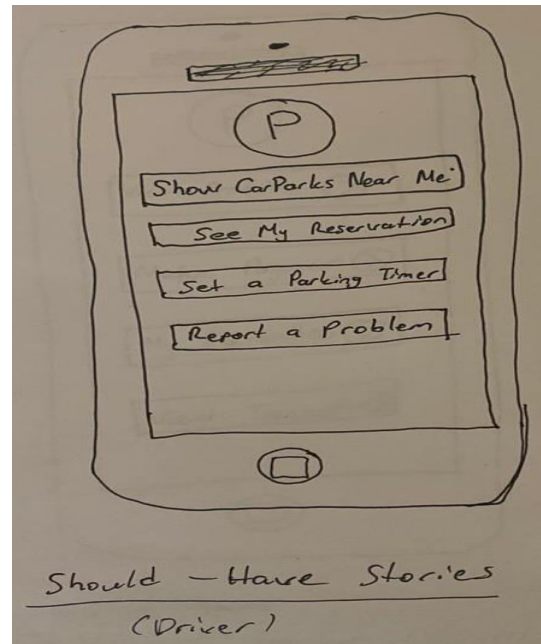 P
Show CarParks Near Me
See My Reservation
Set a Parking Timer
Report a Problem
Should - Have Stories
(Driver)